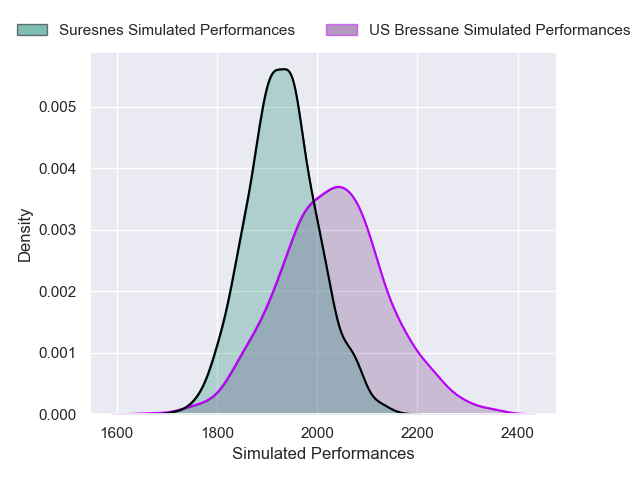 Suresnes Simulated Performances US Bressane Simulated Performances
0.005
0.004
0.003
0.002
0.001
0.000
1600 1800 2000 2200 2400
Density
Simulated Performances